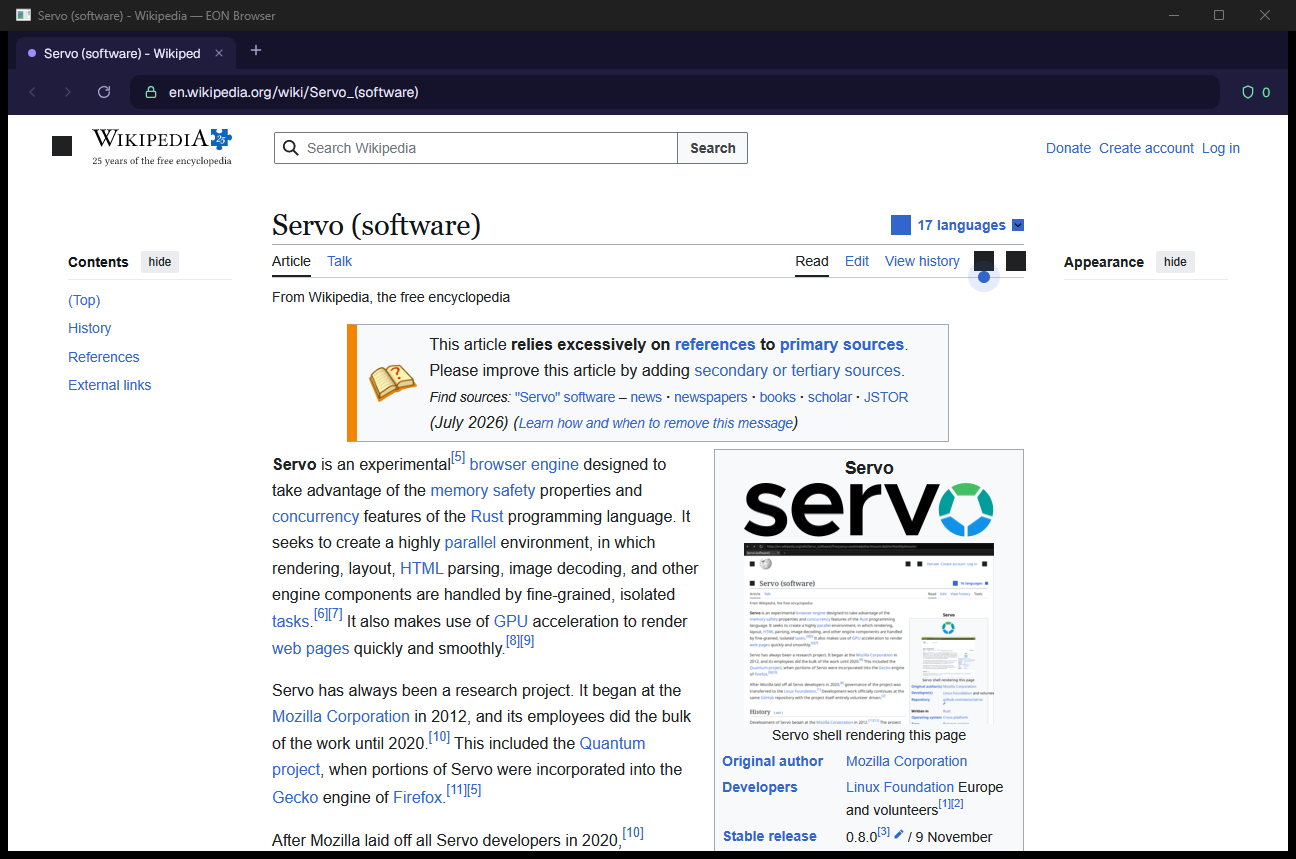 Servo (software) - Wikipedia — EON Browser
Servo (software) - Wikiped
en.wikipedia.org/wiki/Servo_(software)
0
WIKIPEDIA 25
25 years of the free encyclopedia
Search Wikipedia
Search
Donate Create account Log in
Servo (software)
17 languages
Contents hide
Article Talk
Read Edit View history
Appearance hide
From Wikipedia, the free encyclopedia
(Top)
History
References
External links
This article relies excessively on references to primary sources.
Please improve this article by adding secondary or tertiary sources.
Find sources: "Servo" software – news · newspapers · books · scholar · JSTOR
(July 2026) (Learn how and when to remove this message)
Servo is an experimental[5] browser engine designed to
take advantage of the memory safety properties and
concurrency features of the Rust programming language. It
seeks to create a highly parallel environment, in which
rendering, layout, HTML parsing, image decoding, and other
engine components are handled by fine-grained, isolated
tasks.[6][7] It also makes use of GPU acceleration to render
web pages quickly and smoothly.[8][9]
Servo has always been a research project. It began at the
Mozilla Corporation in 2012, and its employees did the bulk
of the work until 2020.[10] This included the Quantum
project, when portions of Servo were incorporated into the
Gecko engine of Firefox.[11][5]
After Mozilla laid off all Servo developers in 2020,[10]
Servo
servo
Servo (software)
History
Servo shell rendering this page
Original author Mozilla Corporation
Developers Linux Foundation Europe
and volunteers[1][2]
Stable release 0.8.0[3] / 9 November